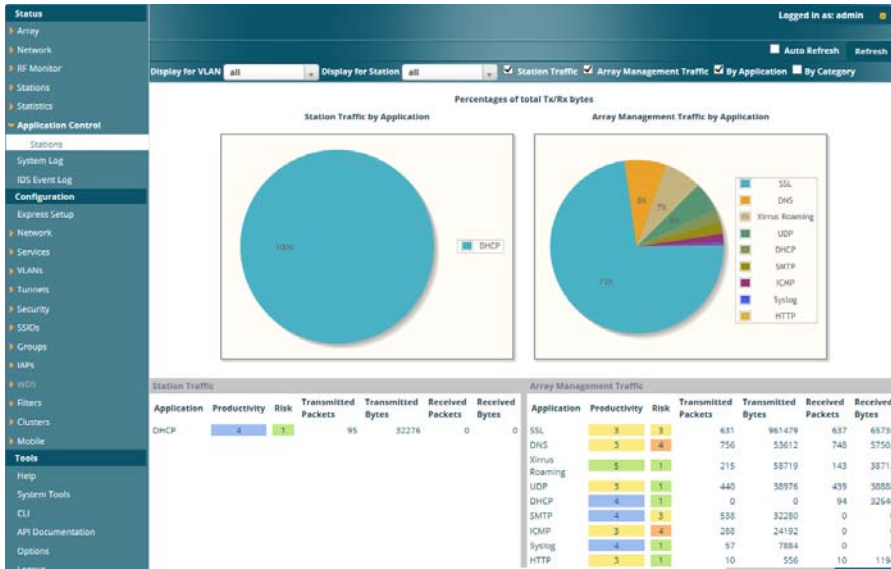 Status
Array
Network
RF Monitor
Stations
Statistics
Application Control
Stations
System Log
IDS Event Log
Configuration
Express Setup
Network
Services
VLANs
Tunnels
Security
SSIDs
Groups
IAPs
WDS
Filters
Clusters
Mobile
Tools
Help
System Tools
CLI
API Documentation
Options
Logged in as: admin
Auto Refresh Refresh
Display for VLAN all Display for Station all Station Traffic Array Management Traffic By Application By Category
Percentages of total Tx/Rx bytes
Station Traffic by Application
100%
DHCP
Array Management Traffic by Application
8%
7%
73%
SSL
DNS
Xirrus Roaming
UDP
DHCP
SMTP
ICMP
Syslog
HTTP
Station Traffic
Application Productivity Risk Transmitted Packets Transmitted Bytes Received Packets Received Bytes
DHCP 4 1 95 32276 0 0
Array Management Traffic
Application Productivity Risk Transmitted Packets Transmitted Bytes Received Packets Received Bytes
SSL 3 3 631 961479 637 6573
DNS 3 4 756 53612 748 5750
Xirrus Roaming 5 1 215 58719 143 3871
UDP 3 1 440 38976 439 3888
DHCP 4 1 0 0 94 3264
SMTP 4 3 538 32280 0
ICMP 3 4 288 24192 0
Syslog 4 1 57 7884 0
HTTP 3 1 10 556 10 119